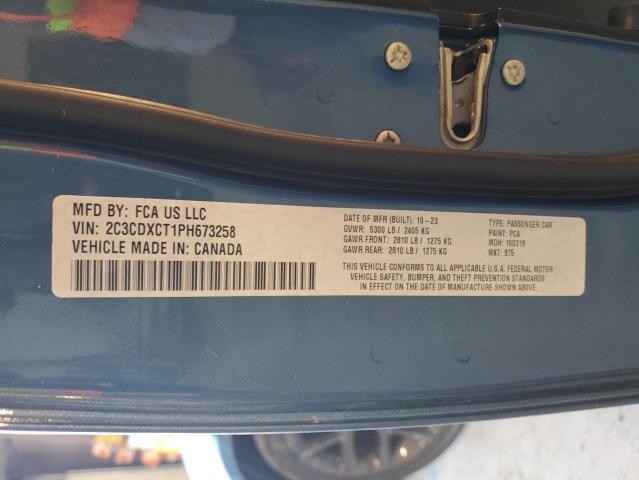 MFD BY: FCA US LLC
VIN: 2C3CDXCT1PH673258
VEHICLE MADE IN: CANADA
DATE OF MFR (BUILT): 10-23
GVWR: 5300 LB / 2405 KG
GAWR FRONT: 2810 LB / 1275 KG
GAWR REAR: 2810 LB / 1275 KG
TYPE: PASSENGER CAR
PAINT: PCA
MDH: 100319
MKT: 875
THIS VEHICLE CONFORMS TO ALL APPLICABLE U.S.A. FEDERAL MOTOR
VEHICLE SAFETY, BUMPER, AND THEFT PREVENTION STANDARDS
IN EFFECT ON THE DATE OF MANUFACTURE SHOWN ABOVE.